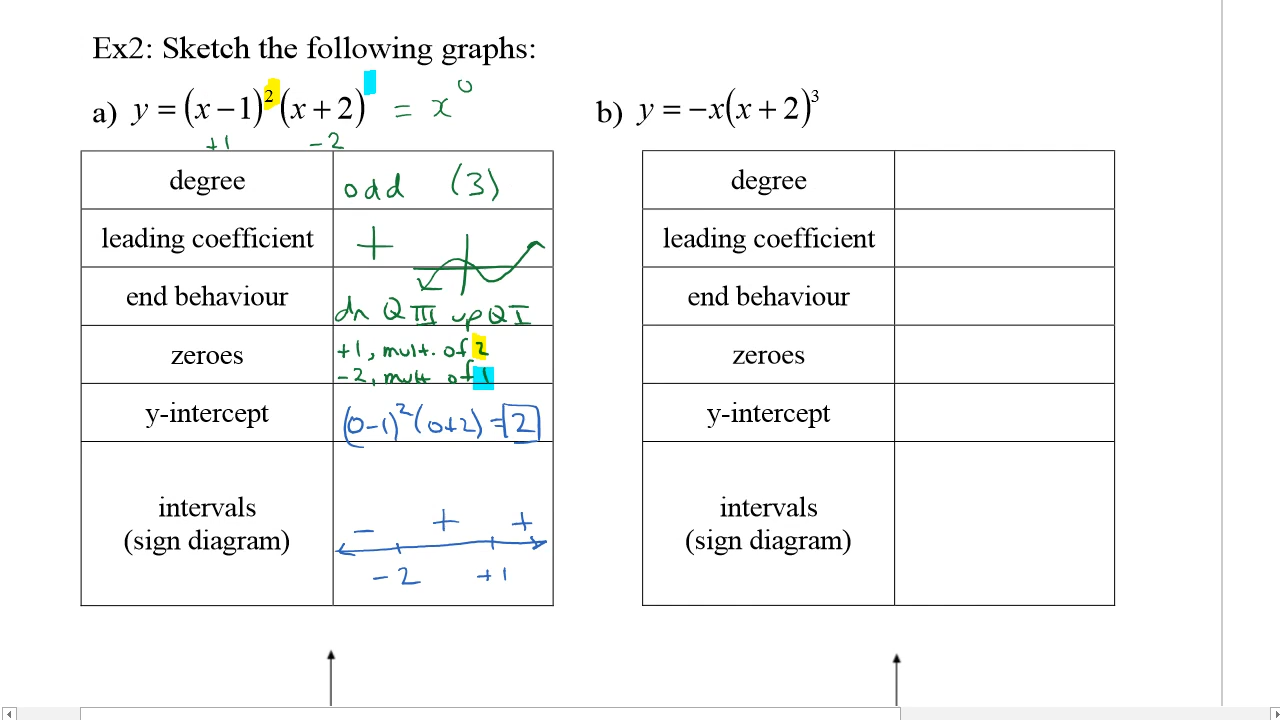 Ex2: Sketch the following graphs:
a) y = (x − 1)² (x + 2) = x⁰
b) y = −x(x + 2)³
+1 −2
degree odd (3)
leading coefficient +
end behaviour dn Q III up Q I
zeroes +1, mult. of 2
−2, mult of 1
y-intercept (0−1)²(0+2) = 2
intervals
(sign diagram)
− + +
−2 +1
degree
leading coefficient
end behaviour
zeroes
y-intercept
intervals
(sign diagram)